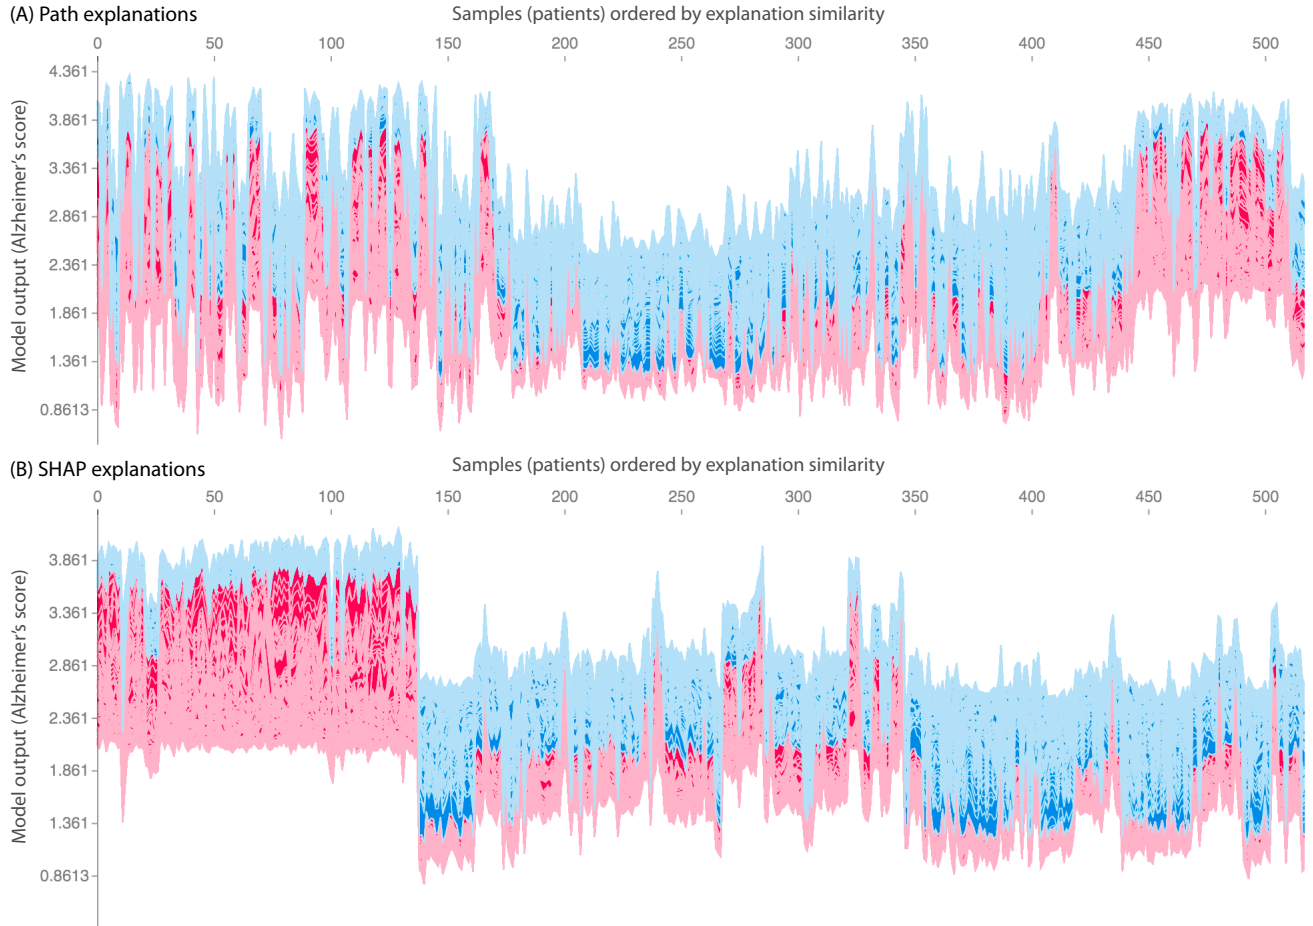 (A) Path explanations
Samples (patients) ordered by explanation similarity
0 50 100 150 200 250 300 350 400 450 500
Model output (Alzheimer's score)
4.361
3.861
3.361
2.861
2.361
1.861
1.361
0.8613
(B) SHAP explanations
Samples (patients) ordered by explanation similarity
0 50 100 150 200 250 300 350 400 450 500
Model output (Alzheimer's score)
3.861
3.361
2.861
2.361
1.861
1.361
0.8613